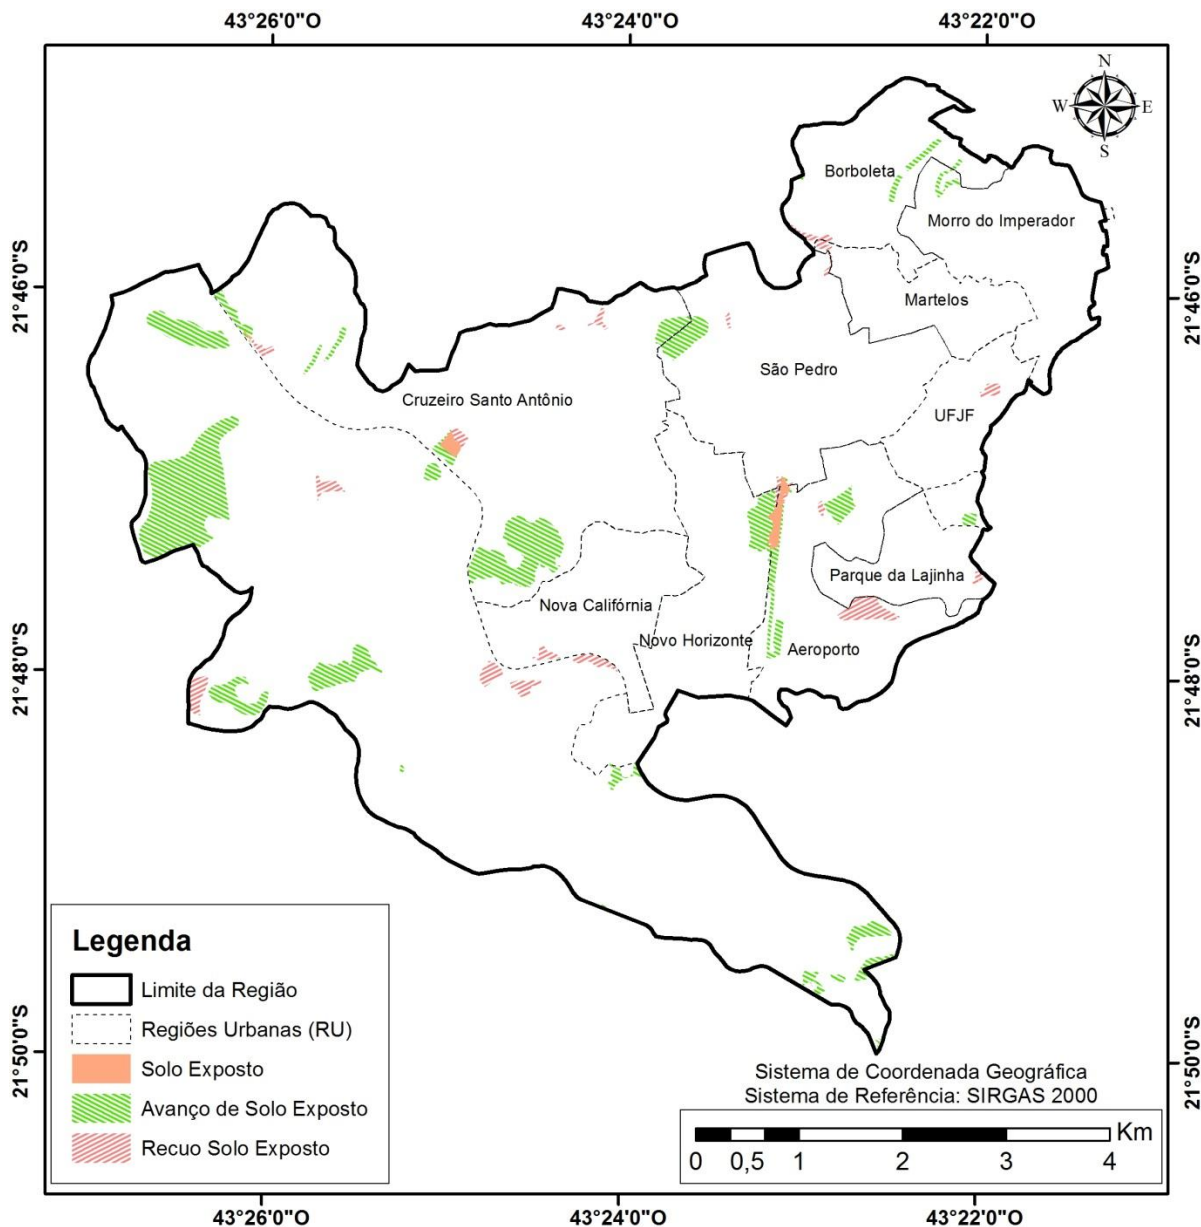 43°26'0"O 43°24'0"O 43°22'0"O
N
W E
S
Borboleta
Morro do Imperador
21°46'0"S 21°46'0"S
Martelos
São Pedro
Cruzeiro Santo Antônio
UFJF
Parque da Lajinha
Nova Califórnia
Novo Horizonte
Aeroporto
21°48'0"S 21°48'0"S
Legenda
Limite da Região
Regiões Urbanas (RU)
Solo Exposto
Avanço de Solo Exposto
Recuo Solo Exposto
21°50'0"S 21°50'0"S
Sistema de Coordenada Geográfica
Sistema de Referência: SIRGAS 2000
Km
0 0,5 1 2 3 4
43°26'0"O 43°24'0"O 43°22'0"O